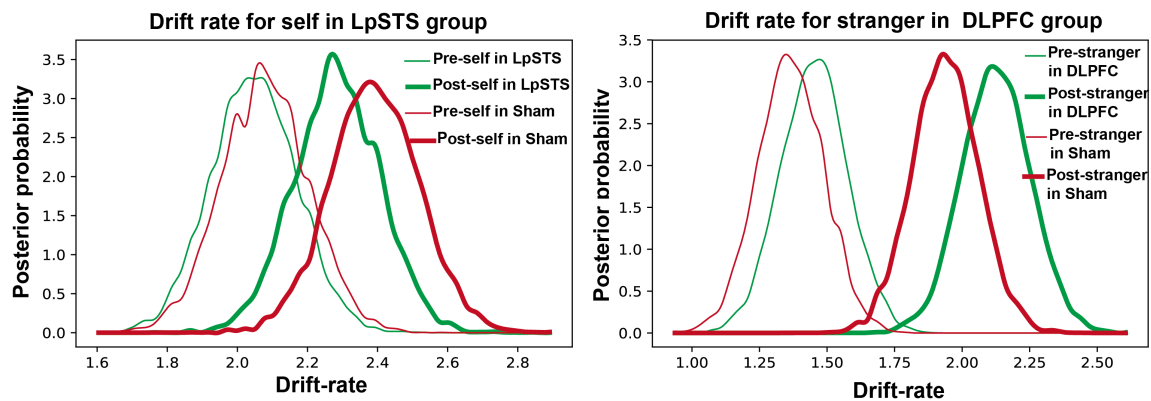 Drift rate for self in LpSTS group
Posterior probability
3.5
3.0
2.5
2.0
1.5
1.0
0.5
0.0
Pre-self in LpSTS
Post-self in LpSTS
Pre-self in Sham
Post-self in Sham
1.6 1.8 2.0 2.2 2.4 2.6 2.8
Drift-rate
Drift rate for stranger in DLPFC group
Posterior probability
3.5
3.0
2.5
2.0
1.5
1.0
0.5
0.0
Pre-stranger
in DLPFC
Post-stranger
in DLPFC
Pre-stranger
in Sham
Post-stranger
in Sham
1.00 1.25 1.50 1.75 2.00 2.25 2.50
Drift-rate